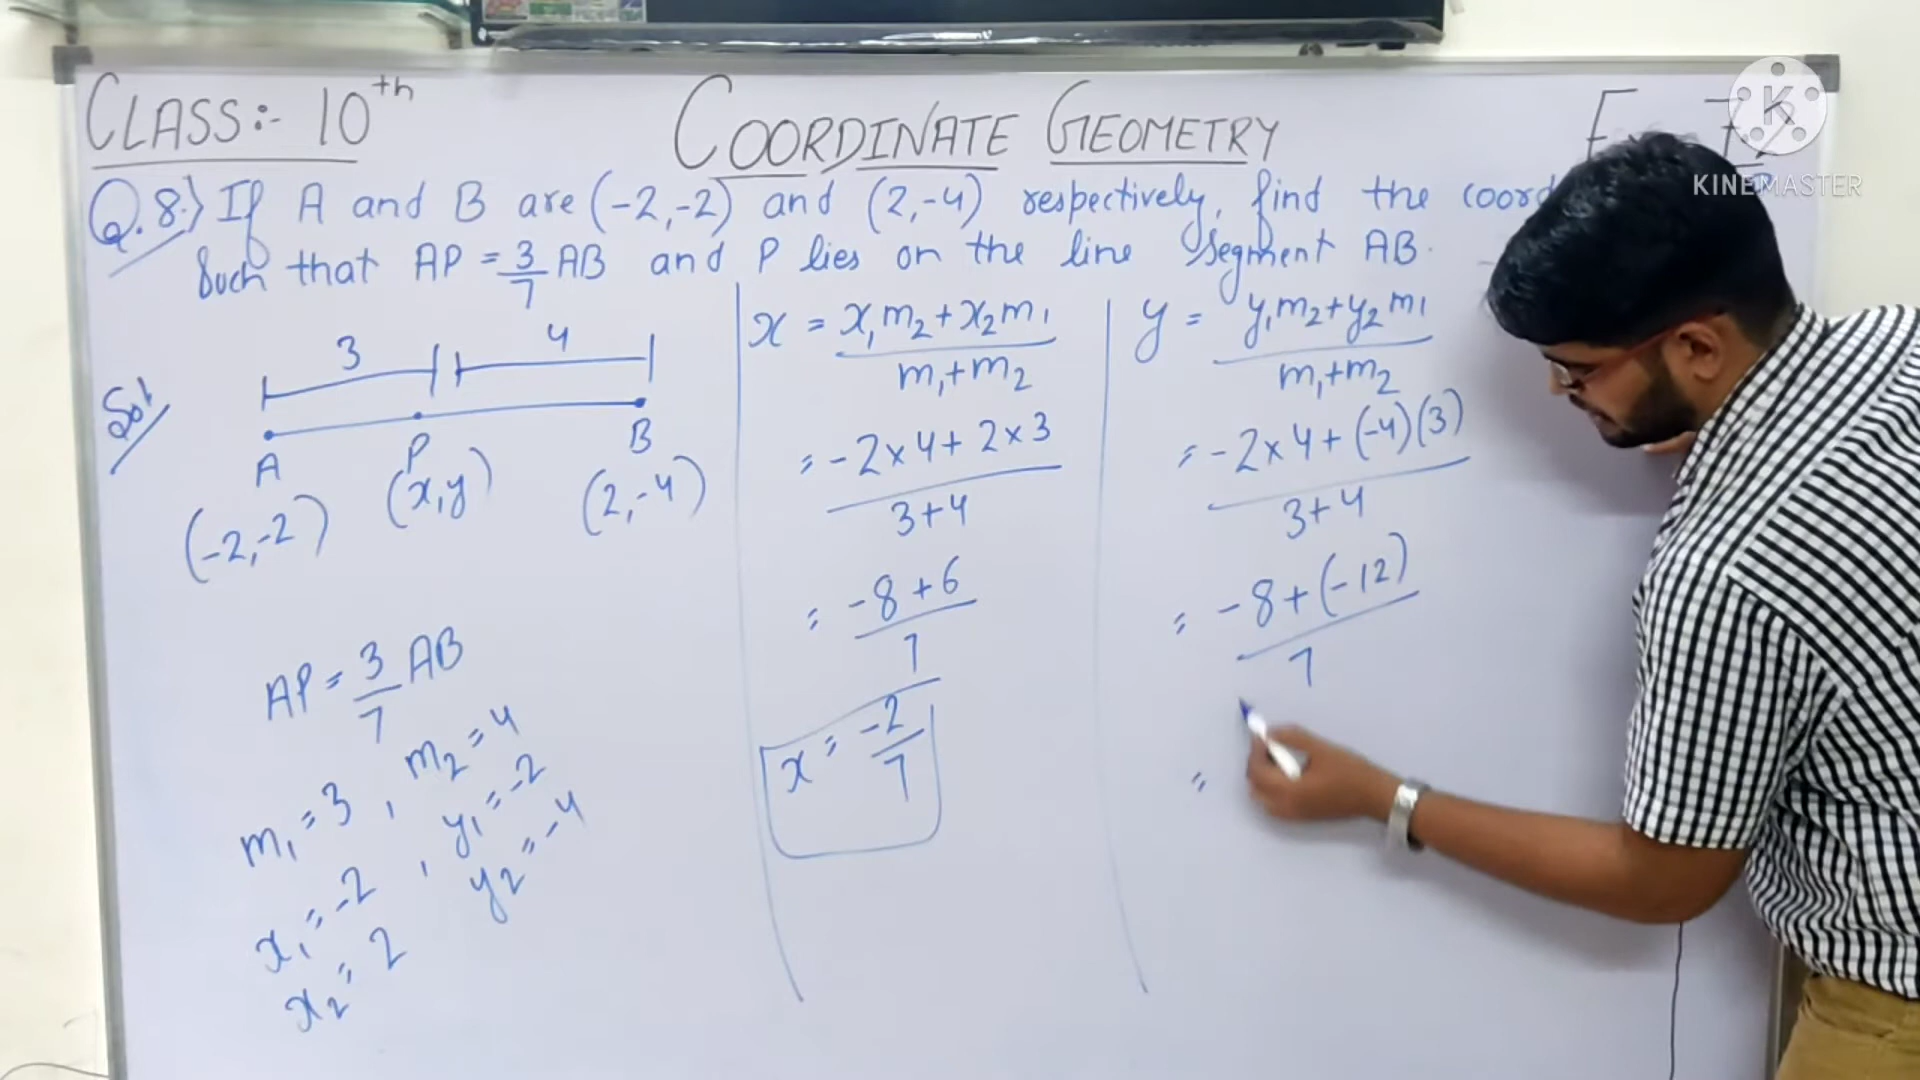 CLASS:- 10th
COORDINATE GEOMETRY
KINEMASTER
Q.8.) If A and B are (-2,-2) and (2,-4) respectively, find the
Such that AP = 3/7 AB and P lies on the line segment AB.
Sol
3 4
A P B
(-2,-2) (x,y) (2,-4)
AP = 3/7 AB
m₁ = 3 , m₂ = 4
x₁ = -2 , y₁ = -2
x₂ = 2 y₂ = -4
x = x₁m₂+x₂m₁ / m₁+m₂
= -2×4+2×3 / 3+4
= -8+6 / 7
x = -2/7
y = y₁m₂+y₂m₁ / m₁+m₂
= -2×4+(-4)(3) / 3+4
= -8+(-12) / 7
=